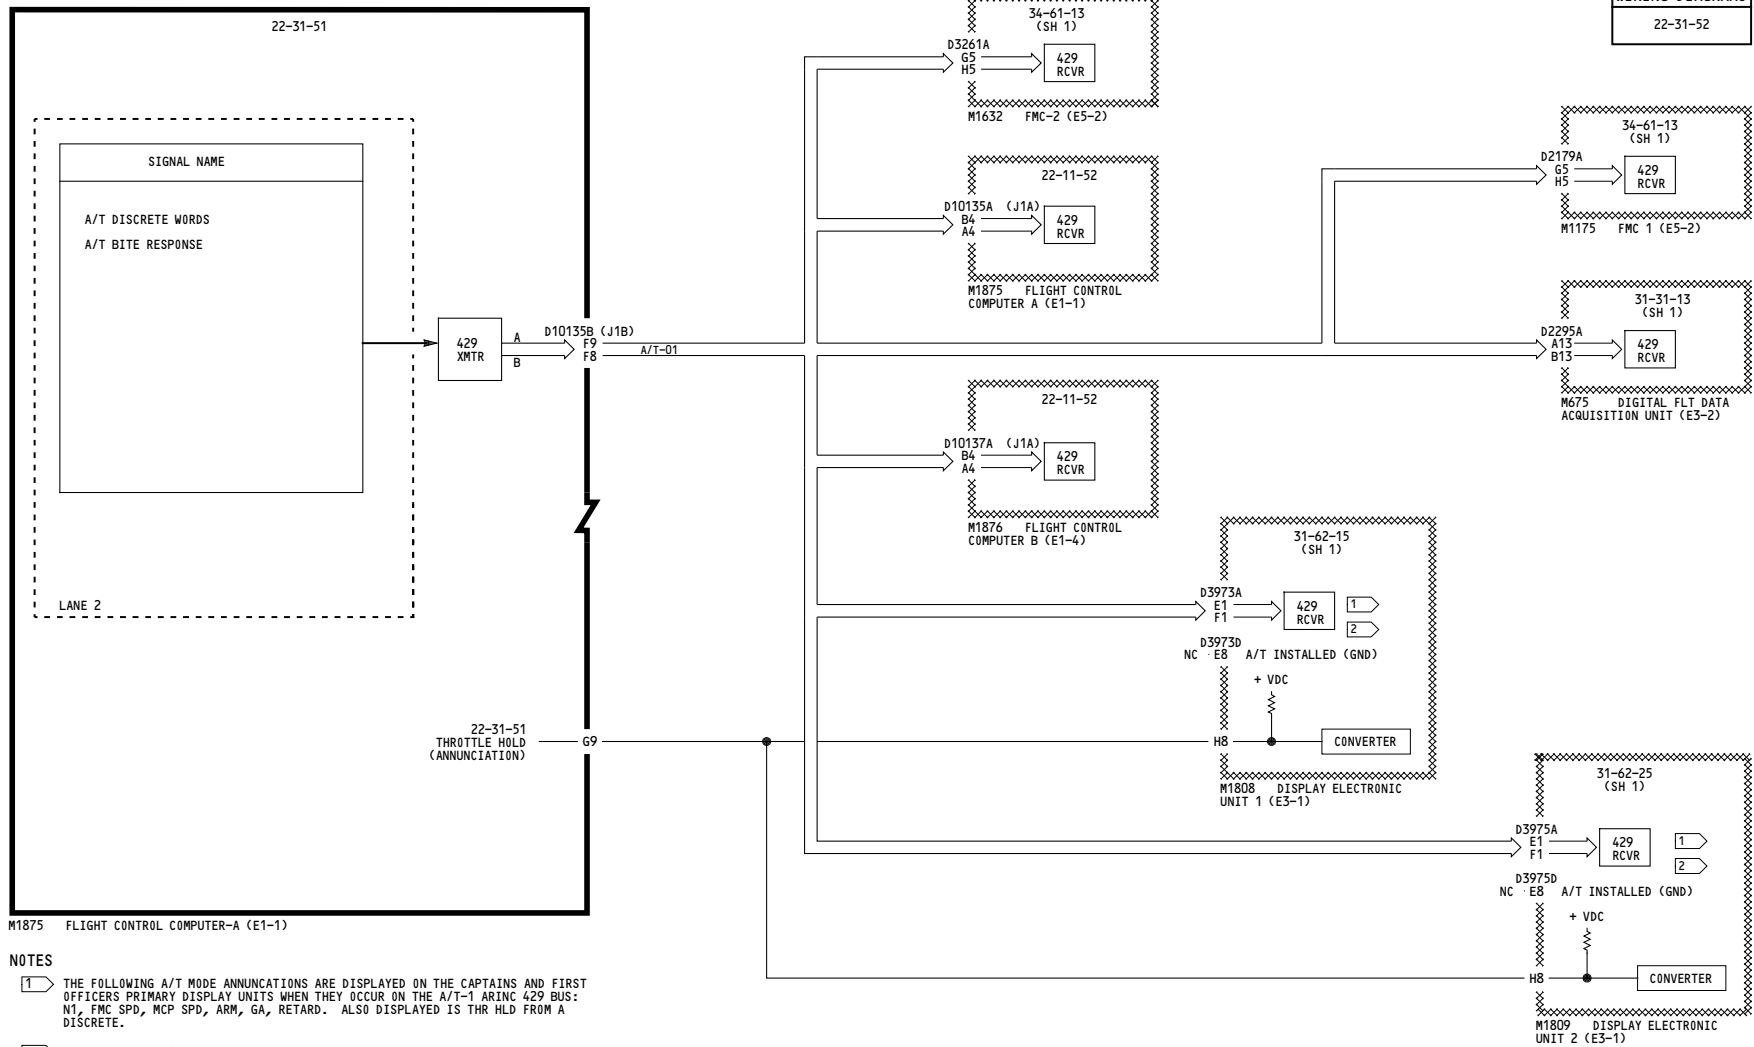 22-31-51
SIGNAL NAME
A/T DISCRETE WORDS
A/T BITE RESPONSE
LANE 2
429
XMTR
A
B
D10135B (J1B)
F9
F8
A/T-01
22-31-51
THROTTLE HOLD
(ANNUNCIATION)
G9
M1875 FLIGHT CONTROL COMPUTER-A (E1-1)
34-61-13
(SH 1)
D3261A
G5
H5
429
RCVR
M1632 FMC-2 (E5-2)
22-11-52
D10135A (J1A)
B4
A4
429
RCVR
M1875 FLIGHT CONTROL
COMPUTER A (E1-1)
22-11-52
D10137A (J1A)
B4
A4
429
RCVR
M1876 FLIGHT CONTROL
COMPUTER B (E1-4)
31-62-15
(SH 1)
D3973A
E1
F1
429
RCVR
1
2
D3973D
NC E8 A/T INSTALLED (GND)
+ VDC
H8
CONVERTER
M1808 DISPLAY ELECTRONIC
UNIT 1 (E3-1)
22-31-52
34-61-13
(SH 1)
D2179A
G5
H5
429
RCVR
M1175 FMC 1 (E5-2)
31-31-13
(SH 1)
D2295A
A13
B13
429
RCVR
M675 DIGITAL FLT DATA
ACQUISITION UNIT (E3-2)
31-62-25
(SH 1)
D3975A
E1
F1
429
RCVR
1
2
D3975D
NC E8 A/T INSTALLED (GND)
+ VDC
H8
CONVERTER
M1809 DISPLAY ELECTRONIC
UNIT 2 (E3-1)
NOTES
1 THE FOLLOWING A/T MODE ANNUNCATIONS ARE DISPLAYED ON THE CAPTAINS AND FIRST
OFFICERS PRIMARY DISPLAY UNITS WHEN THEY OCCUR ON THE A/T-1 ARINC 429 BUS:
N1, FMC SPD, MCP SPD, ARM, GA, RETARD. ALSO DISPLAYED IS THR HLD FROM A
DISCRETE.